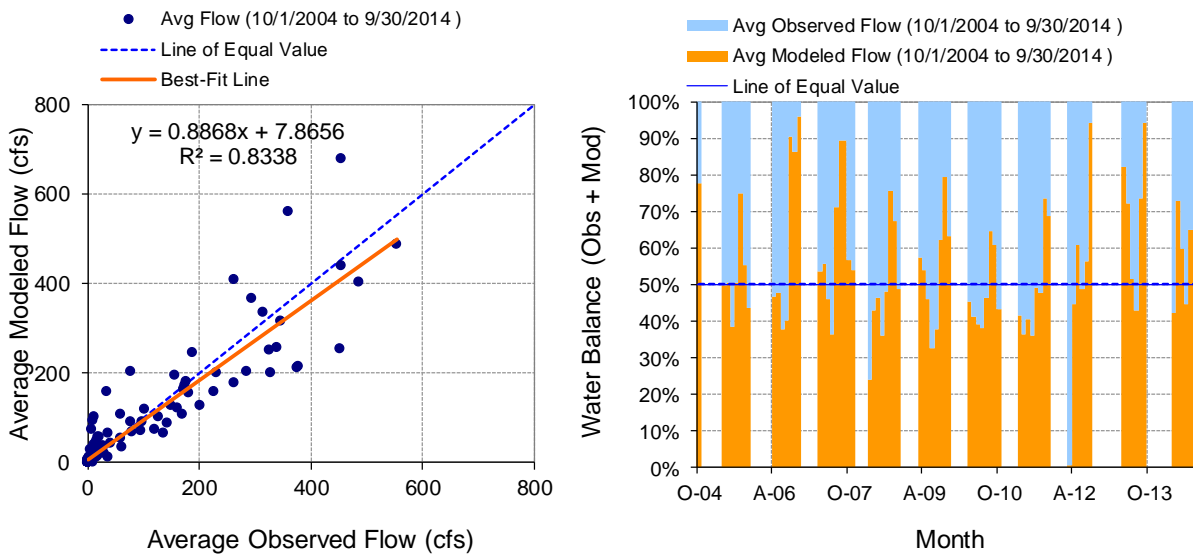 Avg Flow (10/1/2004 to 9/30/2014 )
Line of Equal Value
Best-Fit Line
y = 0.8868x + 7.8656
R² = 0.8338
Average Modeled Flow (cfs)
800
600
400
200
0
0 200 400 600 800
Average Observed Flow (cfs)
Avg Observed Flow (10/1/2004 to 9/30/2014 )
Avg Modeled Flow (10/1/2004 to 9/30/2014 )
Line of Equal Value
Water Balance (Obs + Mod)
100%
90%
80%
70%
60%
50%
40%
30%
20%
10%
0%
O-04 A-06 O-07 A-09 O-10 A-12 O-13
Month